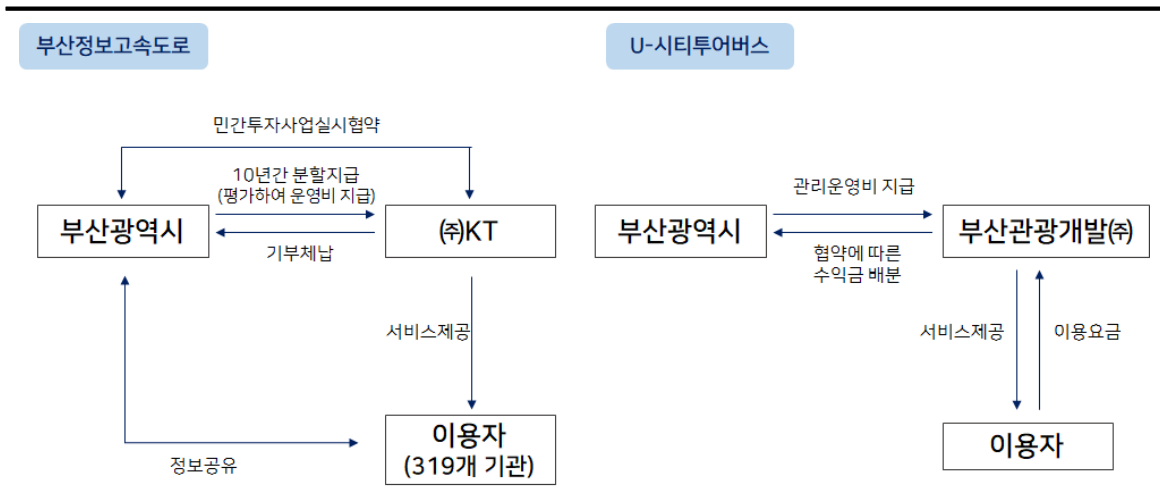 부산정보고속도로
민간투자사업실시협약
10년간 분할지급
(평가하여 운영비 지급)
부산광역시
㈜KT
기부체납
서비스제공
이용자
(319개 기관)
정보공유
U-시티투어버스
관리운영비 지급
부산광역시
부산관광개발㈜
협약에 따른
수익금 배분
서비스제공
이용요금
이용자